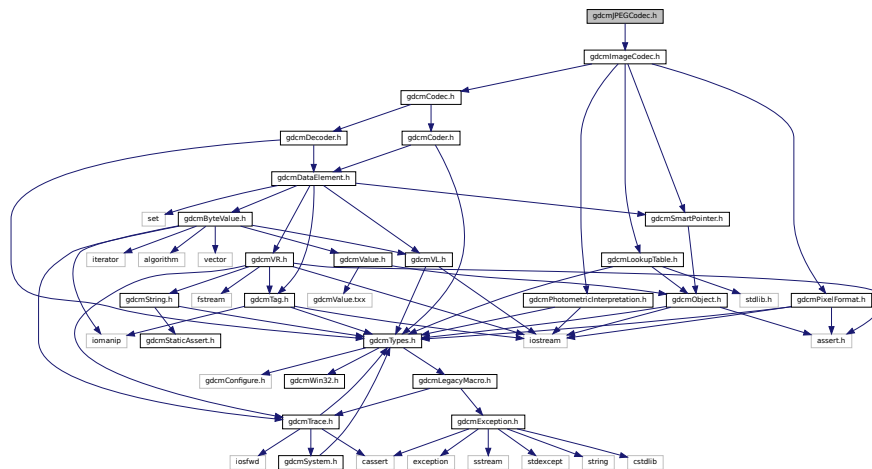 gdcmJPEGCodec.h
gdcmImageCodec.h
gdcmCodec.h
gdcmDecoder.h
gdcmCoder.h
gdcmDataElement.h
set
gdcmByteValue.h
gdcmSmartPointer.h
iterator
algorithm
vector
gdcmVR.h
gdcmValue.h
gdcmVL.h
gdcmLookupTable.h
gdcmString.h
fstream
gdcmTag.h
gdcmValue.txx
gdcmPhotometricInterpretation.h
gdcmObject.h
stdlib.h
gdcmPixelFormat.h
iomanip
gdcmStaticAssert.h
gdcmTypes.h
iostream
assert.h
gdcmConfigure.h
gdcmWin32.h
gdcmLegacyMacro.h
gdcmTrace.h
gdcmException.h
iosfwd
gdcmSystem.h
cassert
exception
sstream
stdexcept
string
cstdlib